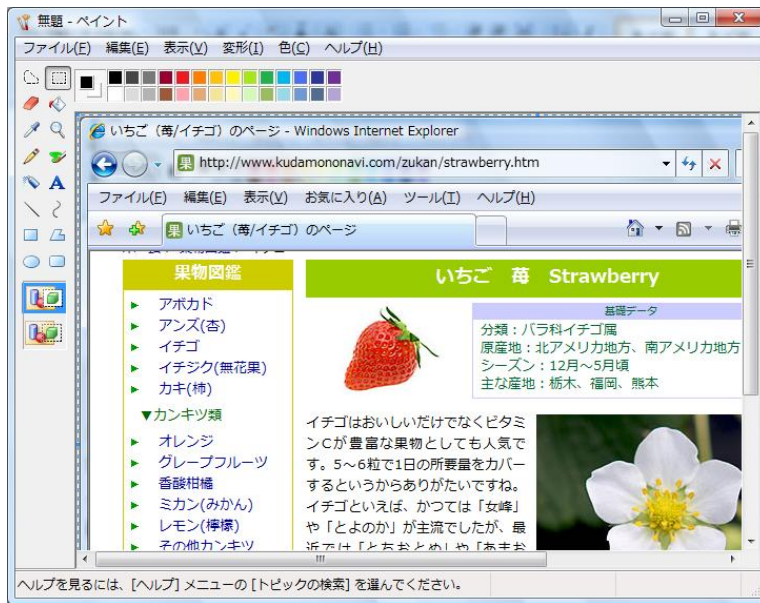 無題 - ペイント
ファイル(F) 編集(E) 表示(V) 変形(I) 色(C) ヘルプ(H)
いちご（苺/イチゴ）のページ - Windows Internet Explorer
果 http://www.kudamononavi.com/zukan/strawberry.htm
ファイル(F) 編集(E) 表示(V) お気に入り(A) ツール(T) ヘルプ(H)
果 いちご（苺/イチゴ）のページ
果物図鑑
アボカド
アンズ(杏)
イチゴ
イチジク(無花果)
カキ(柿)
▼カンキツ類
オレンジ
グレープフルーツ
香酸柑橘
ミカン(みかん)
レモン(檸檬)
その他カンキツ
いちご 苺 Strawberry
基礎データ
分類：バラ科イチゴ属
原産地：北アメリカ地方、南アメリカ地方
シーズン：12月～5月頃
主な産地：栃木、福岡、熊本
イチゴはおいしいだけでなくビタミ
ンCが豊富な果物としても人気で
す。5～6粒で1日の所要量をカバー
するというからありがたいですね。
イチゴといえば、かつては「女峰」
や「とよのか」が主流でしたが、最
近では「とちおとめ」や「あまお
ヘルプを見るには、[ヘルプ] メニューの [トピックの検索] を選んでください。